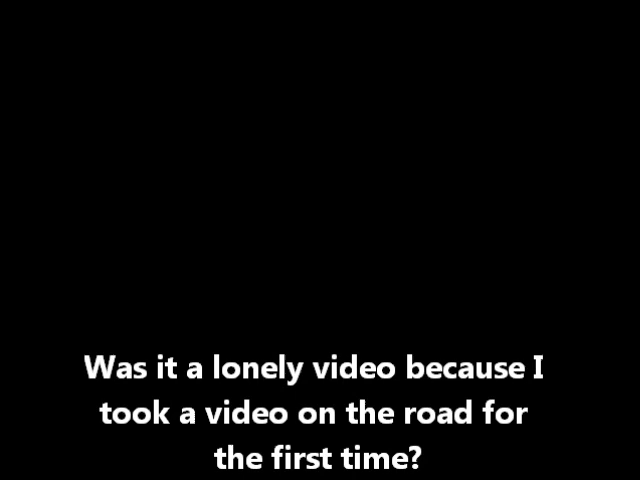 Was it a lonely video because I
took a video on the road for
the first time?